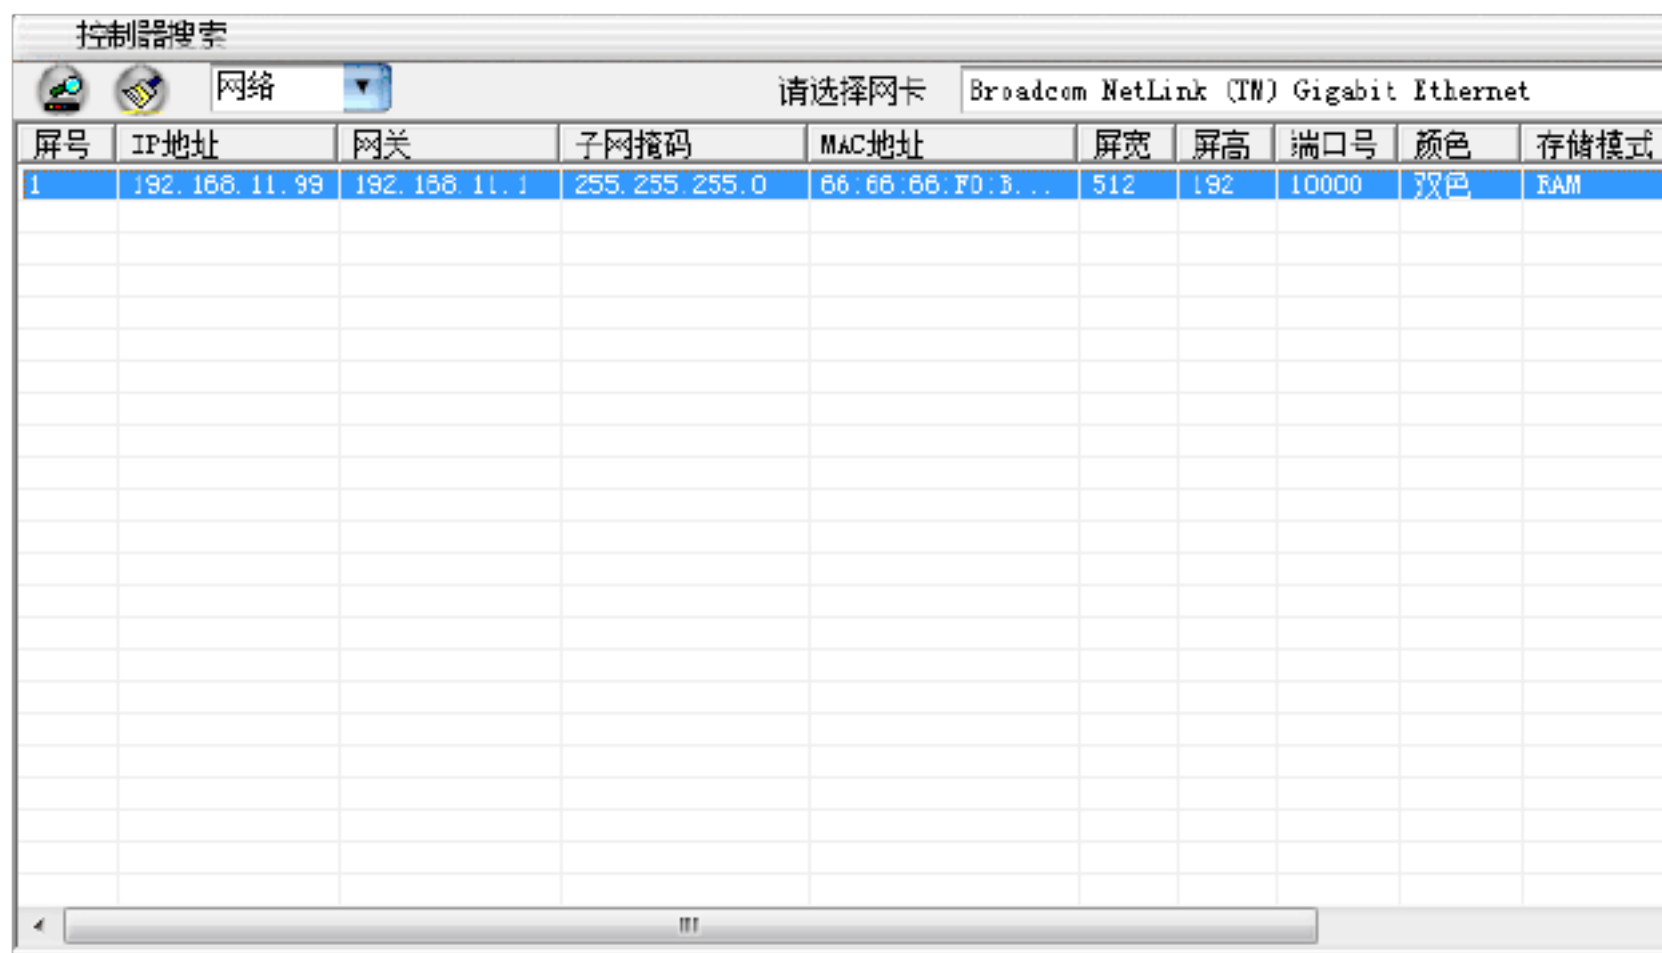 控制器搜索
网络 请选择网卡 Broadcom NetLink (TM) Gigabit Ethernet
屏号 IP地址 网关 子网掩码 MAC地址 屏宽 屏高 端口号 颜色 存储模式
1 192.168.11.99 192.168.11.1 255.255.255.0 66:66:66:F0:B... 512 192 10000 双色 RAM